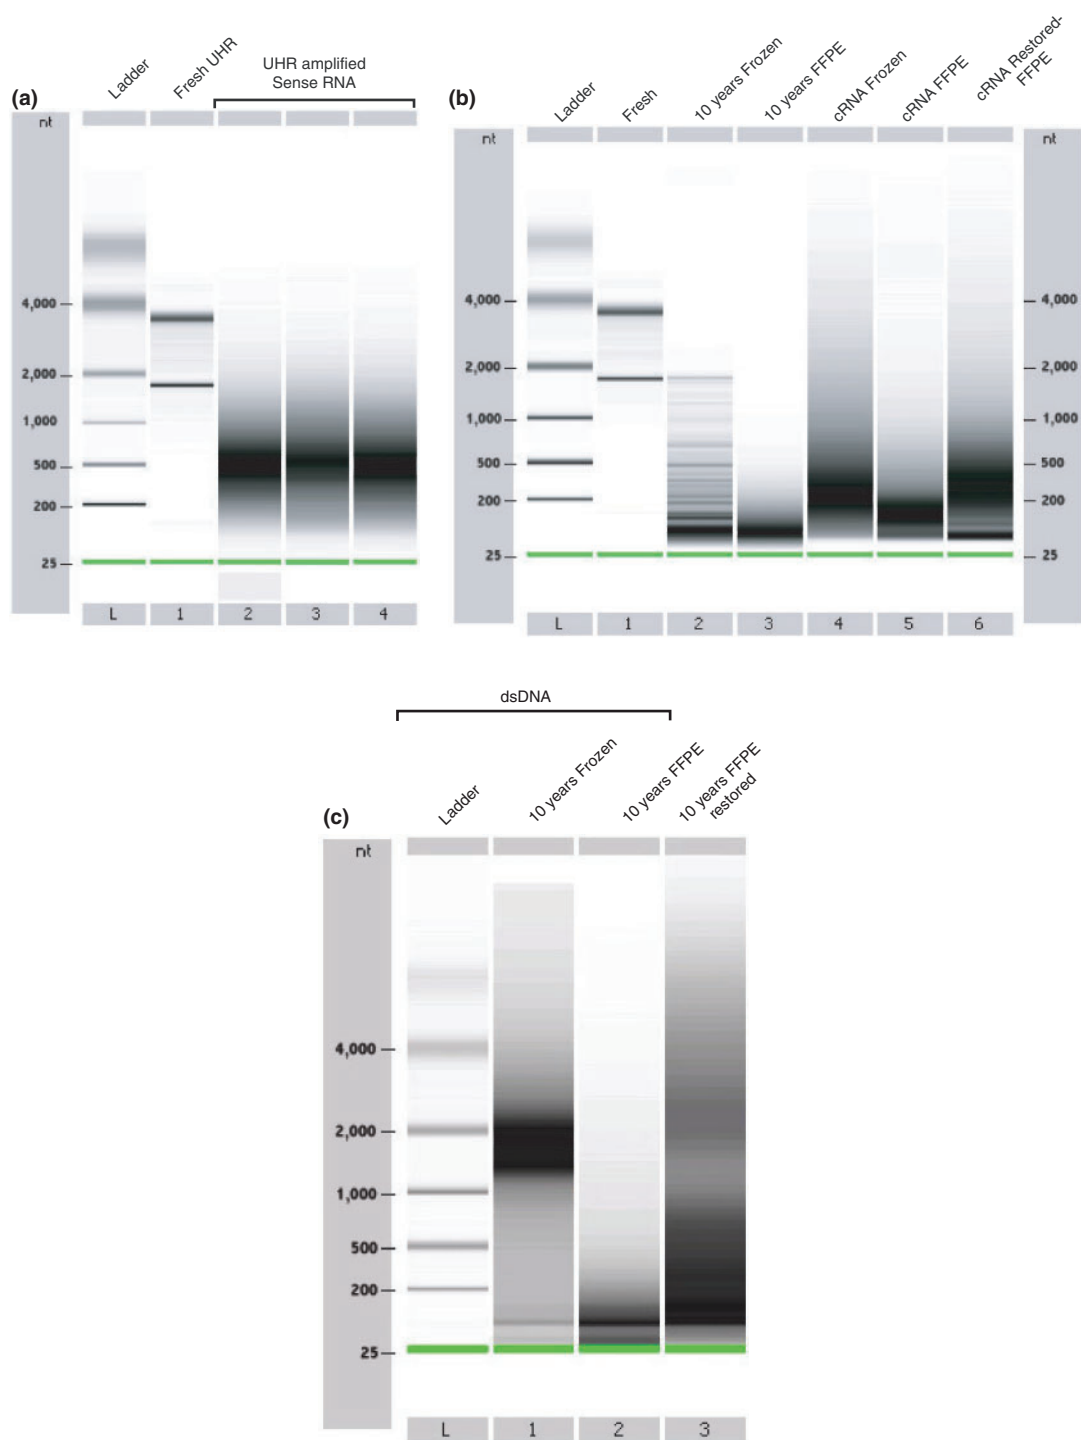 (a)
Ladder
Fresh UHR
UHR amplified
Sense RNA
nt
4,000
2,000
1,000
500
200
25
L 1 2 3 4
(b)
Ladder
Fresh
10 years Frozen
10 years FFPE
cRNA Frozen
cRNA FFPE
cRNA Restored-
FFPE
nt
nt
4,000
4,000
2,000
2,000
1,000
1,000
500
500
200
200
25
25
L 1 2 3 4 5 6
dsDNA
(c)
Ladder
10 years Frozen
10 years FFPE
10 years FFPE
restored
nt
4,000
2,000
1,000
500
200
25
L 1 2 3